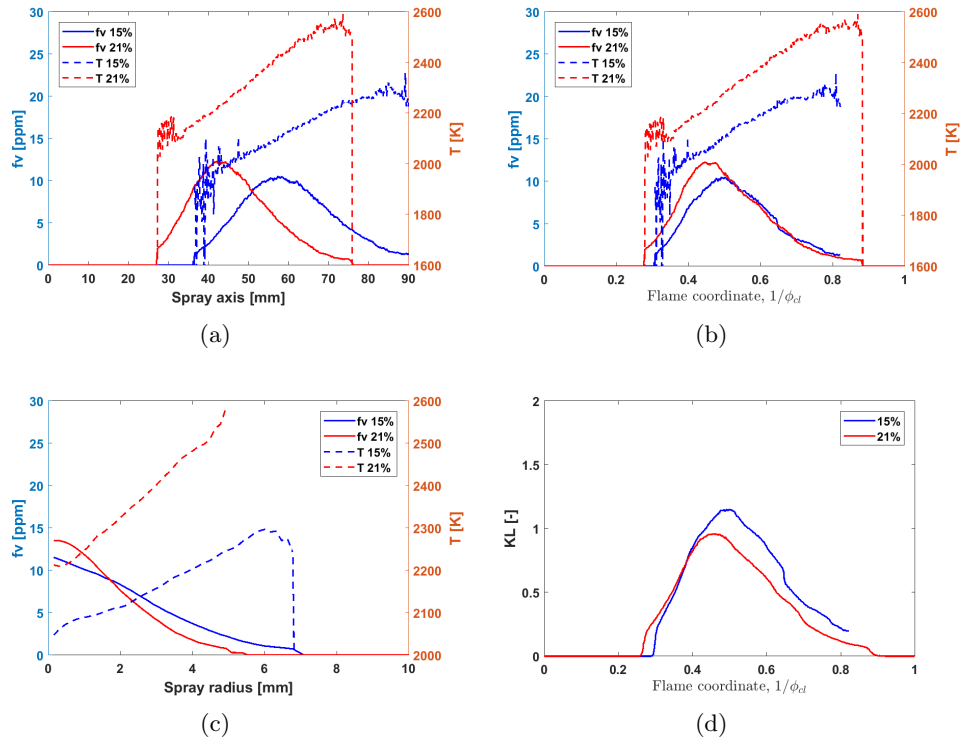 30
25
20
15
10
5
0
fv [ppm]
fv 15%
fv 21%
T 15%
T 21%
2600
2400
2200
2000
1800
1600
T [K]
0 10 20 30 40 50 60 70 80 90
Spray axis [mm]
(a)
30
25
20
15
10
5
0
fv [ppm]
fv 15%
fv 21%
T 15%
T 21%
2600
2400
2200
2000
1800
1600
T [K]
0 0.2 0.4 0.6 0.8 1
Flame coordinate, 1/ϕcl
(b)
30
25
20
15
10
5
0
fv [ppm]
fv 15%
fv 21%
T 15%
T 21%
2600
2500
2400
2300
2200
2100
2000
T [K]
0 2 4 6 8 10
Spray radius [mm]
(c)
2
1.5
1
0.5
0
KL [-]
15%
21%
0 0.2 0.4 0.6 0.8 1
Flame coordinate, 1/ϕcl
(d)